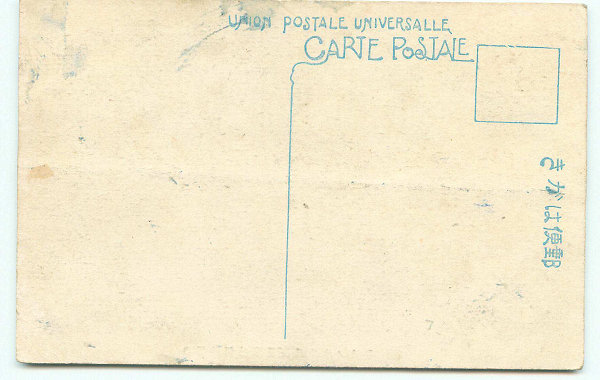 UNION POSTALE UNIVERSALLE
CARTE POSTALE
郵便はがき